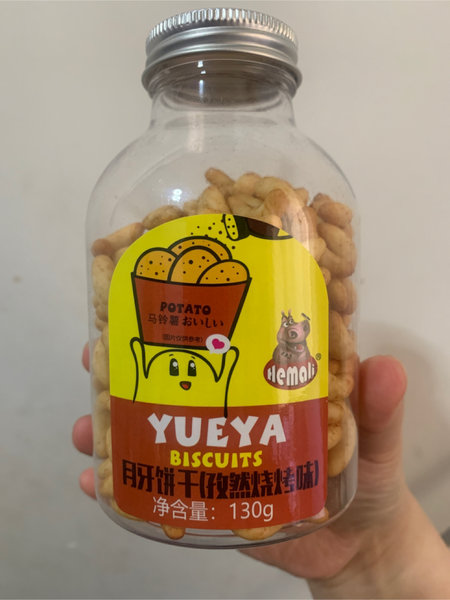 POTATO
马铃薯 おいしい
(图片仅供参考)
Hemali®
YUEYA
BISCUITS
月牙饼干(孜然烧烤味)
净含量: 130g